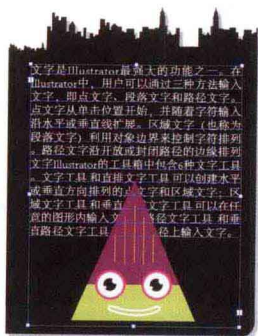 文字是Illustrator最强大的功能之一。在
Illustrator中，用户可以通过三种方法输入
文字，即点文字、段落文字和路径文字。
点文字从单击位置开始，并随着字符输入
沿水平或垂直线扩展。区域文字（也称为
段落文字）利用对象边界来控制字符排列
。路径文字沿开放或封闭路径的边缘排列
文字Illustrator的工具箱中包含6种文字工具
。文字工具和直排文字工具 可以创建水平
或垂直方向排列的点文字和区域文字；区
域文字工具和垂直 文字工具 可以在任
意的图形内输入文 路径文字工具 和垂
直路径文字工具 径上输入文字。